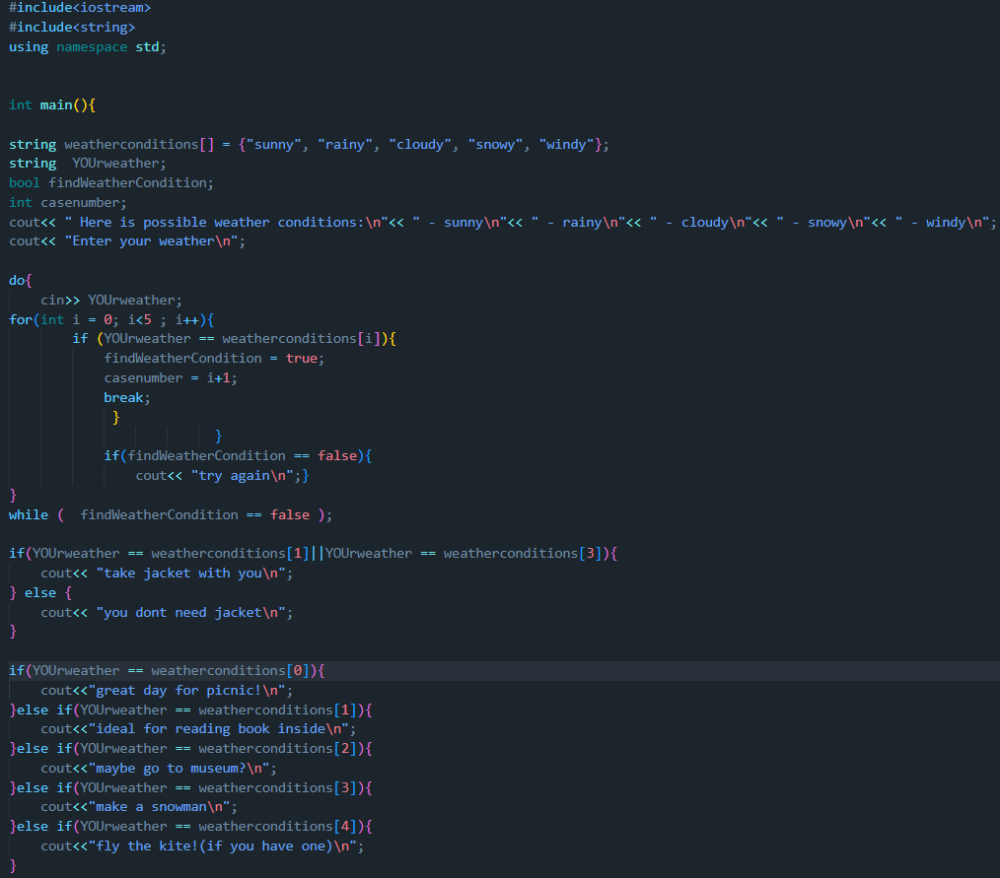 #include<iostream>
#include<string>
using namespace std;
int main(){
string weatherconditions[] = {"sunny", "rainy", "cloudy", "snowy", "windy"};
string  YOUrweather;
bool findWeatherCondition;
int casenumber;
cout<< " Here is possible weather conditions:\n"<< " - sunny\n"<< " - rainy\n"<< " - cloudy\n"<< " - snowy\n"<< " - windy\n";
cout<< "Enter your weather\n";
do{
cin>> YOUrweather;
for(int i = 0; i<5 ; i++){
if (YOUrweather == weatherconditions[i]){
findWeatherCondition = true;
casenumber = i+1;
break;
}
}
if(findWeatherCondition == false){
cout<< "try again\n";}
}
while (  findWeatherCondition == false );
if(YOUrweather == weatherconditions[1]||YOUrweather == weatherconditions[3]){
cout<< "take jacket with you\n";
} else {
cout<< "you dont need jacket\n";
}
if(YOUrweather == weatherconditions[0]){
cout<<"great day for picnic!\n";
}else if(YOUrweather == weatherconditions[1]){
cout<<"ideal for reading book inside\n";
}else if(YOUrweather == weatherconditions[2]){
cout<<"maybe go to museum?\n";
}else if(YOUrweather == weatherconditions[3]){
cout<<"make a snowman\n";
}else if(YOUrweather == weatherconditions[4]){
cout<<"fly the kite!(if you have one)\n";
}